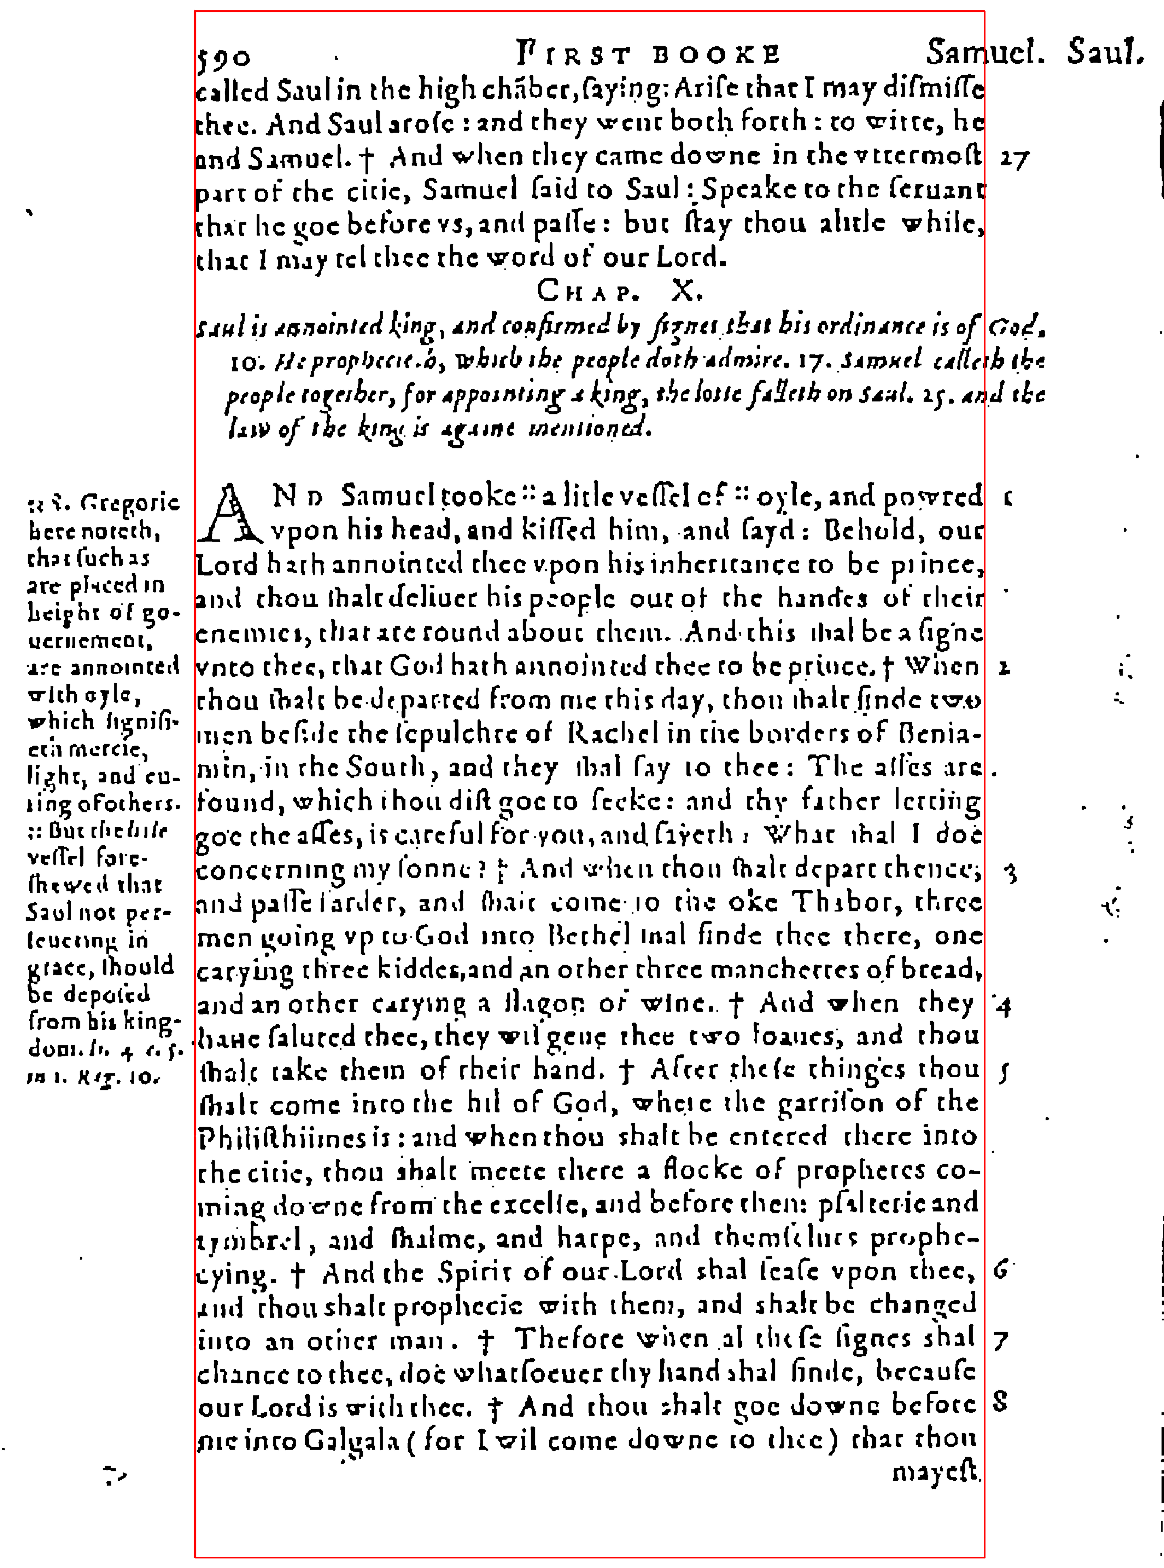 590 FIRST BOOKE Samuel. Saul.
called Saul in the high chãber, ſaying: Ariſe that I may diſmiſſe
thee. And Saul aroſe: and they went both forth: to witte, he
and Samuel. † And when they came downe in the vttermoſt 27
part of the citie, Samuel ſaid to Saul: Speake to the ſeruant
that he goe before vs, and paſſe: but ſtay thou a litle while,
that I may tel thee the word of our Lord.
CHAP. X.
Saul is annointed king, and confirmed by ſignes that his ordinance is of God.
10. He prophecieth, which the people doth admire. 17. Samuel calleth the
people together, for appointing a king, the lotte falleth on Saul. 25. and the
law of the king is againe mentioned.
AND Samuel tooke :: a litle veſſel of :: oyle, and powred 1
vpon his head, and kiſſed him, and ſayd: Behold, our
Lord hath annointed thee vpon his inheritance to be prince,
and thou ſhalt deliuer his people out of the handes of their
enemies, that are round about them. And this ſhal be a ſigne
vnto thee, that God hath annointed thee to be prince. † When 2
thou ſhalt be departed from me this day, thou ſhalt finde two
men beſide the ſepulchre of Rachel in the borders of Benia-
min, in the South, and they ſhal ſay to thee: The aſſes are
found, which thou diſt goe to ſeeke: and thy father letting
goe the aſſes, is careful for you, and ſayeth: What ſhal I doe
concerning my ſonne? † And when thou ſhalt depart thence, 3
and paſſe farder, and ſhalt come to the oke Thabor, three
men going vp to God into Bethel ſhal finde thee there, one
carying three kiddes, and an other three manchettes of bread,
and an other carying a flagon of wine. † And when they 4
haue ſaluted thee, they wil geue thee two loaues, and thou
ſhalt take them of their hand. † After theſe thinges thou 5
ſhalt come into the hil of God, where the garriſon of the
Philiſthiimes is: and when thou shalt be entered there into
the citie, thou shalt meete there a flocke of prophetes co-
ming downe from the excelſe, and before them pſalterie and
tymbrel, and ſhalme, and harpe, and themſelues prophe-
cying. † And the Spirit of our Lord shal ſeaſe vpon thee, 6
and thou shalt prophecie with them, and shalt be changed
into an other man. † Thefore when al theſe ſignes shal 7
chance to thee, doe whatſoeuer thy hand shal finde, becauſe
our Lord is with thee. † And thou shalt goe downe before 8
me into Galgala (for I wil come downe to thee) that thou
mayeſt
:: S. Gregorie
here noteth,
that ſuch as
are placed in
height of go-
uernement,
are annointed
with oyle,
which ſignifi-
eth mercie,
light, and cu-
ring of others.
:: But the litle
veſſel fore-
ſhewed that
Saul not per-
ſeuering in
grace, ſhould
be depoſed
from his king-
dom. li. 4. c. 5.
in 1. Reg. 10.